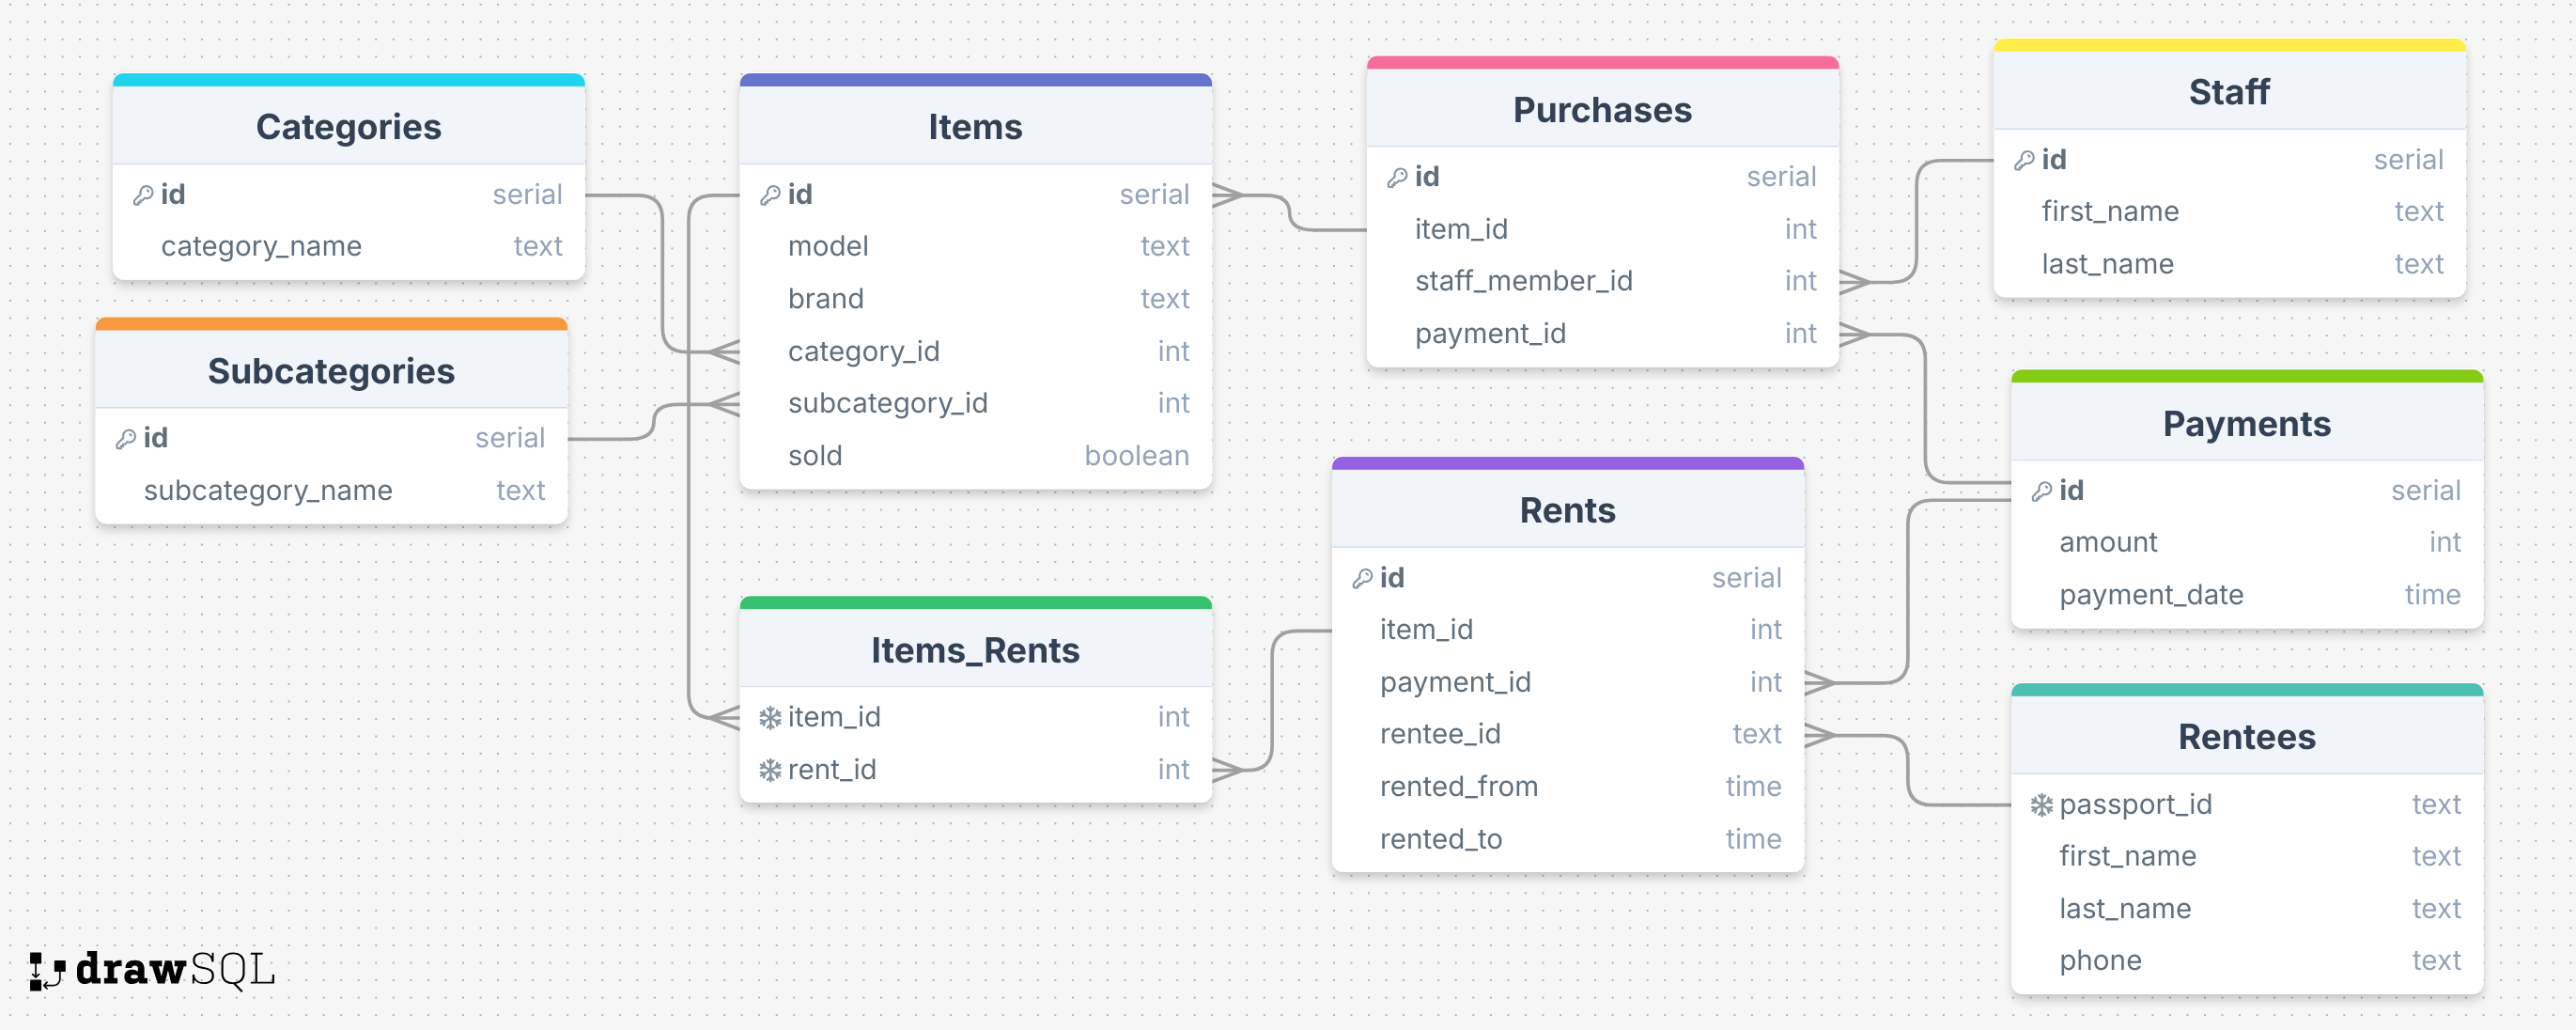 Categories
id serial
category_name text
Subcategories
id serial
subcategory_name text
Items
id serial
model text
brand text
category_id int
subcategory_id int
sold boolean
Items_Rents
item_id int
rent_id int
Purchases
id serial
item_id int
staff_member_id int
payment_id int
Rents
id serial
item_id int
payment_id int
rentee_id text
rented_from time
rented_to time
Staff
id serial
first_name text
last_name text
Payments
id serial
amount int
payment_date time
Rentees
passport_id text
first_name text
last_name text
phone text
drawSQL